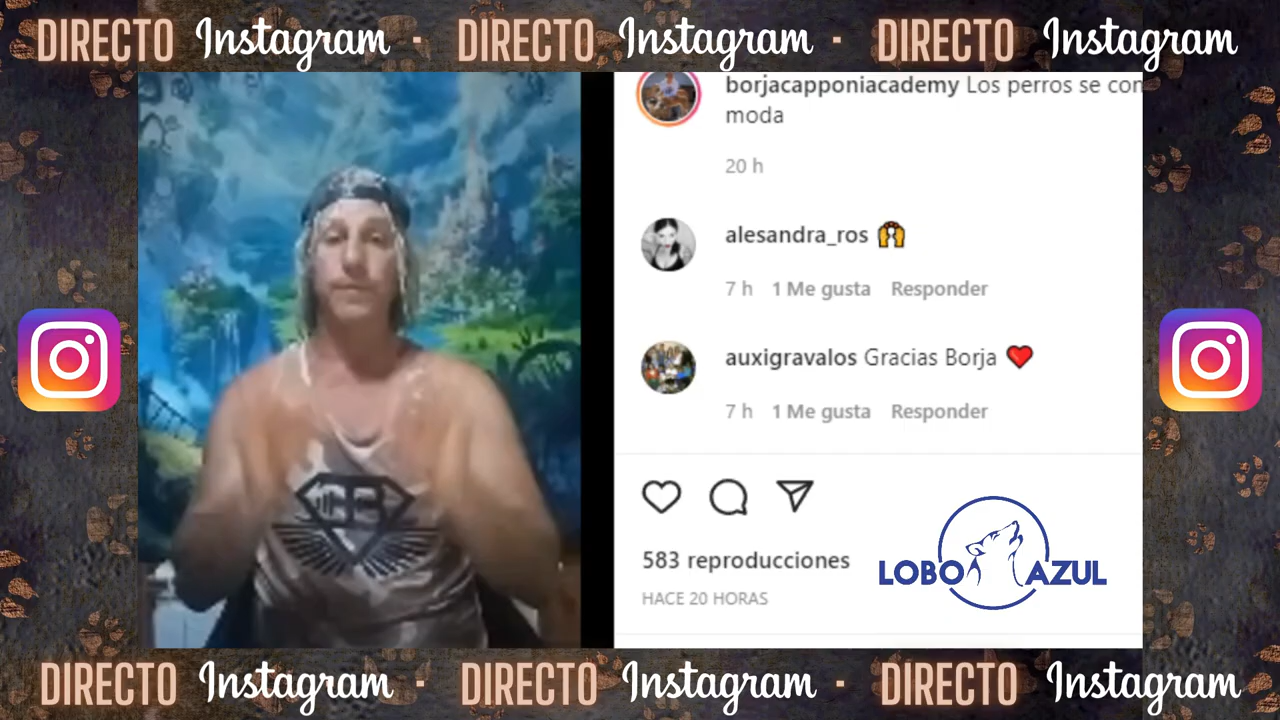 DIRECTO Instagram · DIRECTO Instagram · DIRECTO Instagram
borjacapponiacademy Los perros se con
moda
20 h
alesandra_ros 🙌
7 h 1 Me gusta Responder
auxigravalos Gracias Borja ❤️
7 h 1 Me gusta Responder
583 reproducciones
LOBO AZUL
HACE 20 HORAS
DIRECTO Instagram · DIRECTO Instagram · DIRECTO Instagram